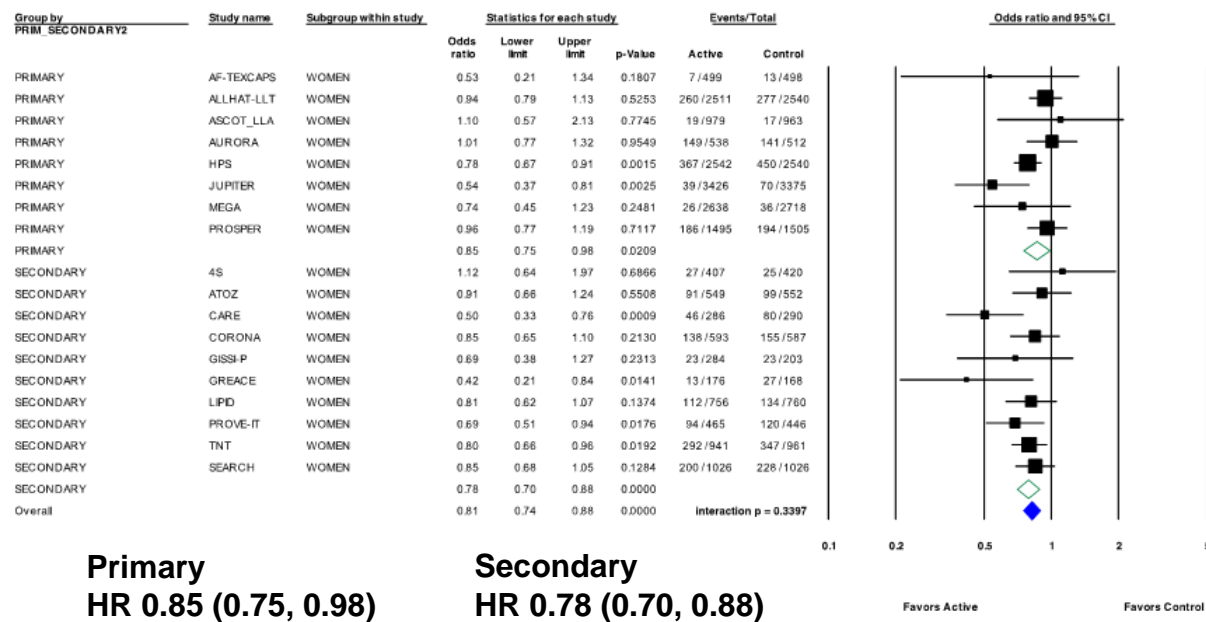 Group by Study name Subgroup within study Statistics for each study Events/Total Odds ratio and 95% CI
PRIM_SECONDARY2
Odds ratio Lower limit Upper limit p-Value Active Control
PRIMARY AF-TEXCAPS WOMEN 0.53 0.21 1.34 0.1807 7/499 13/498
PRIMARY ALLHAT-LLT WOMEN 0.94 0.79 1.13 0.5253 260/2511 277/2540
PRIMARY ASCOT_LLA WOMEN 1.10 0.57 2.13 0.7745 19/979 17/963
PRIMARY AURORA WOMEN 1.01 0.77 1.32 0.9549 149/538 141/512
PRIMARY HPS WOMEN 0.78 0.67 0.91 0.0015 367/2542 450/2540
PRIMARY JUPITER WOMEN 0.54 0.37 0.81 0.0025 39/3426 70/3375
PRIMARY MEGA WOMEN 0.74 0.45 1.23 0.2481 26/2638 36/2718
PRIMARY PROSPER WOMEN 0.96 0.77 1.19 0.7117 186/1495 194/1505
PRIMARY 0.85 0.75 0.98 0.0209
SECONDARY 4S WOMEN 1.12 0.64 1.97 0.6866 27/407 25/420
SECONDARY ATOZ WOMEN 0.91 0.66 1.24 0.5508 91/549 99/552
SECONDARY CARE WOMEN 0.50 0.33 0.76 0.0009 46/286 80/290
SECONDARY CORONA WOMEN 0.85 0.65 1.10 0.2130 138/593 155/587
SECONDARY GISSI-P WOMEN 0.69 0.38 1.27 0.2313 23/284 23/203
SECONDARY GREACE WOMEN 0.42 0.21 0.84 0.0141 13/176 27/168
SECONDARY LIPID WOMEN 0.81 0.62 1.07 0.1374 112/756 134/760
SECONDARY PROVE-IT WOMEN 0.69 0.51 0.94 0.0176 94/465 120/446
SECONDARY TNT WOMEN 0.80 0.66 0.96 0.0192 292/941 347/961
SECONDARY SEARCH WOMEN 0.85 0.68 1.05 0.1284 200/1026 228/1026
SECONDARY 0.78 0.70 0.88 0.0000
Overall 0.81 0.74 0.88 0.0000 interaction p = 0.3397
0.1 0.2 0.5 1 2
Primary Secondary
HR 0.85 (0.75, 0.98) HR 0.78 (0.70, 0.88)
Favors Active Favors Control